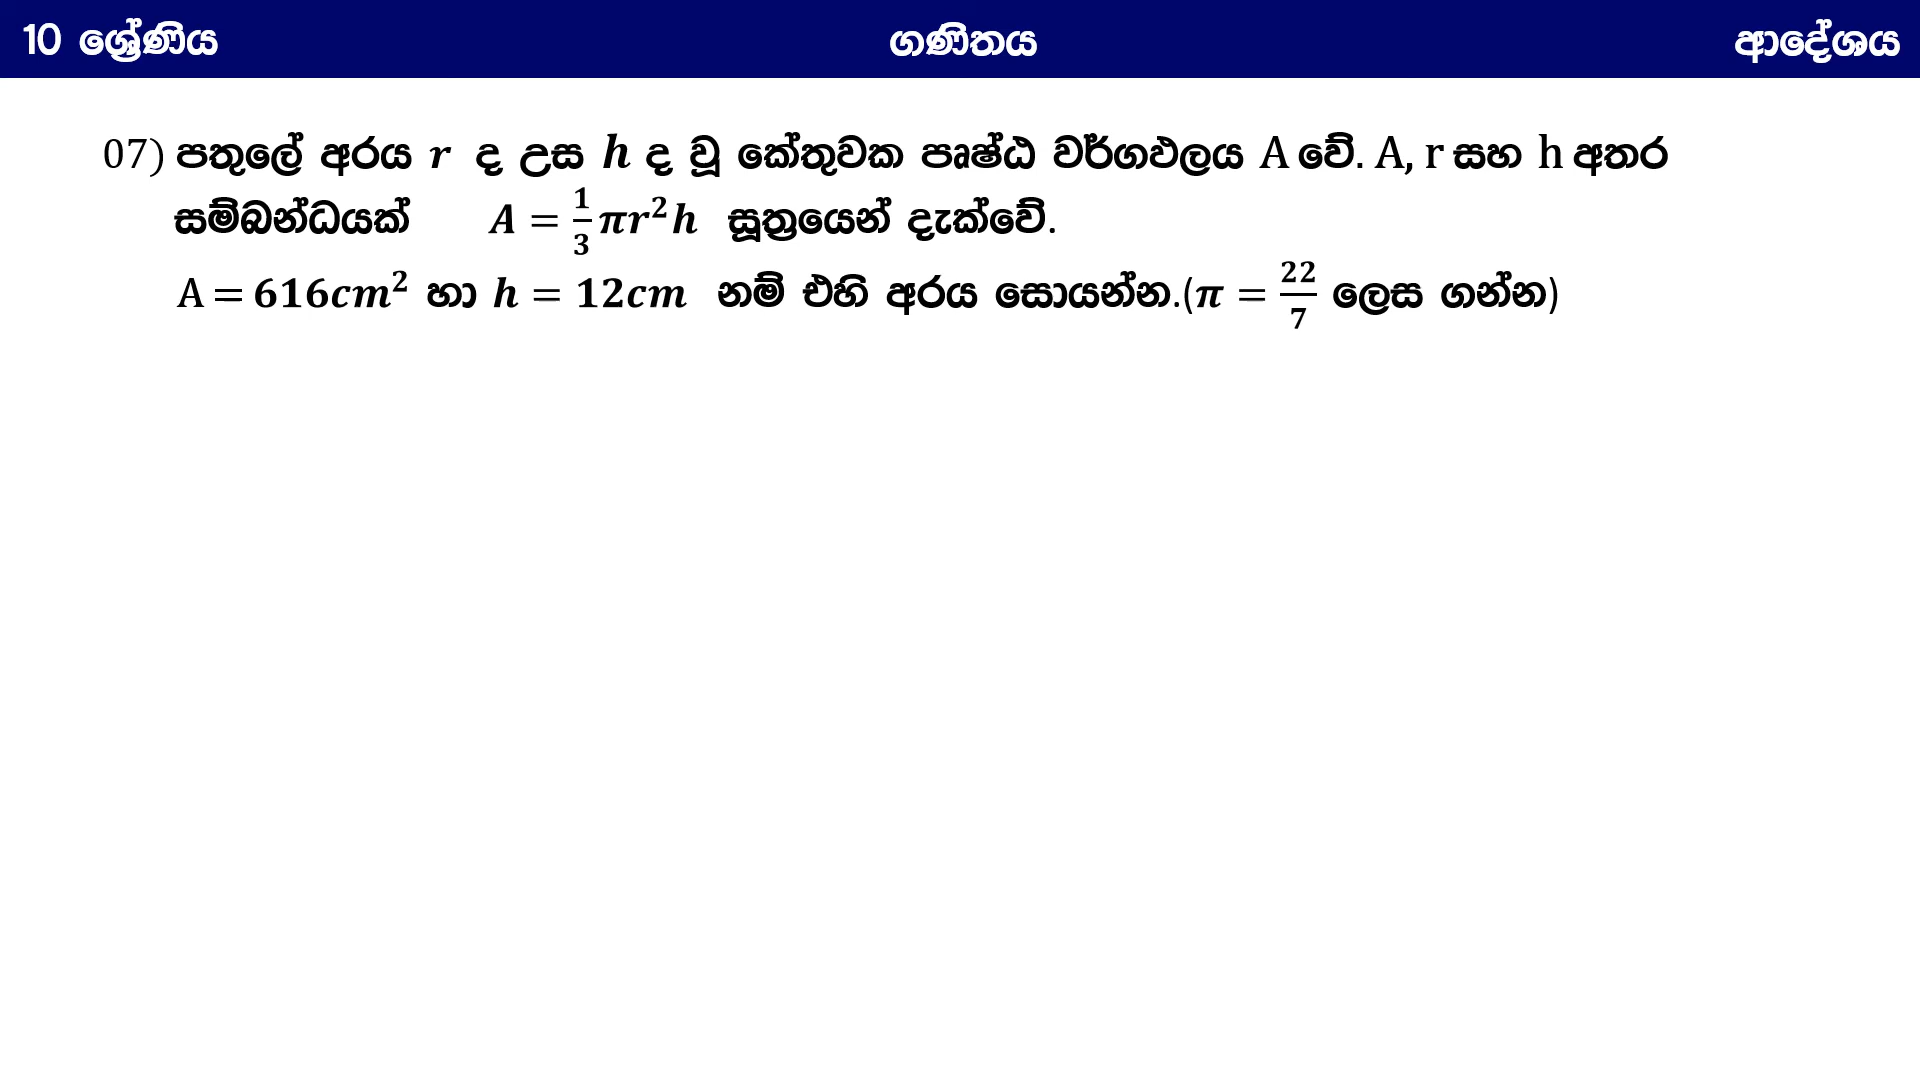 10 ශ්‍රේණිය ගණිතය ආදේශය
07) පතුලේ අරය r ද උස h ද වූ කේතුවක පෘෂ්ඨ වර්ගඵලය A වේ. A, r සහ h අතර
සම්බන්ධයක් A = 1/3 πr²h සූත්‍රයෙන් දැක්වේ.
A = 616cm² හා h = 12cm නම් එහි අරය සොයන්න.(π = 22/7 ලෙස ගන්න)